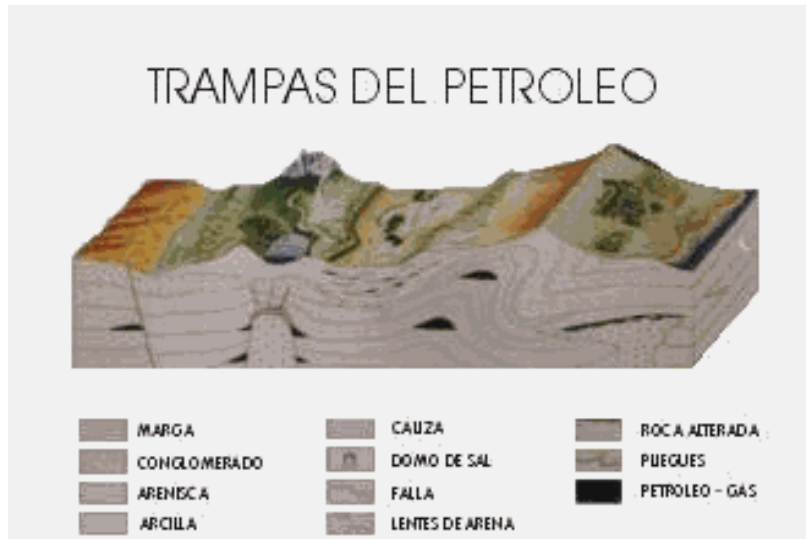 TRAMPAS DEL PETROLEO
MARGA
CONGLOMERADO
ARENISCA
ARCILLA
CALIZA
DOMO DE SAL
FALLA
LENTES DE ARENA
ROCA ALTERADA
PLIEGUES
PETROLEO - GAS